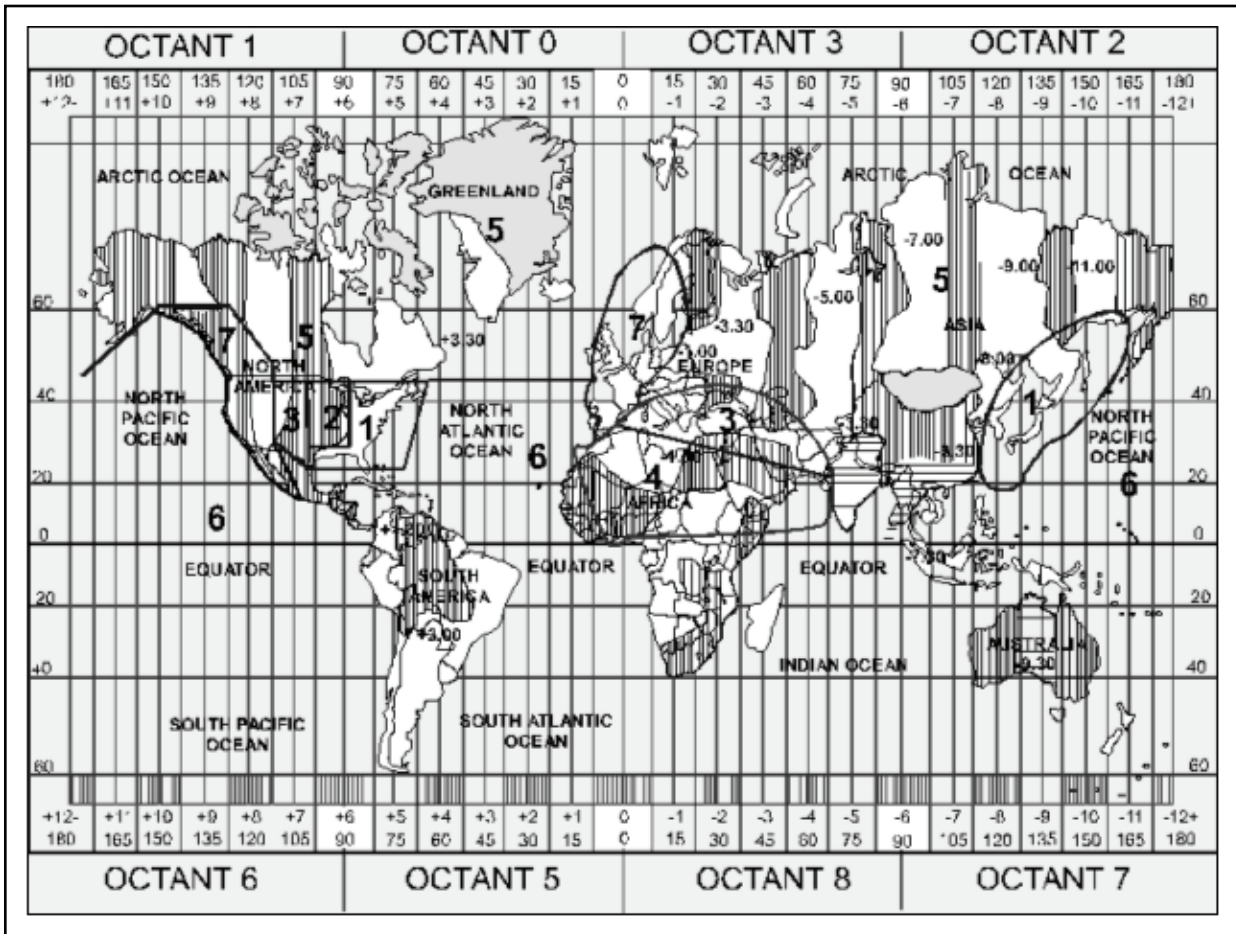 OCTANT 1 OCTANT 0 OCTANT 3 OCTANT 2
180 165 150 135 120 105 90 75 60 45 30 15 0 15 30 45 60 75 90 105 120 135 150 165 180
+12- +11 +10 +9 +8 +7 +6 +5 +4 +3 +2 +1 0 -1 -2 -3 -4 -5 -6 -7 -8 -9 -10 -11 -12+
ARCTIC OCEAN
ARCTIC OCEAN
GREENLAND
5
-7.00
-9.00
-11.00
5
-5.00
60
60
7
5
+3.30
7
-3.30
ASIA
-8.00
NORTH
AMERICA
EUROPE
NORTH
PACIFIC
OCEAN
40
3
2
1
NORTH
ATLANTIC
OCEAN
6
3
-3.30
1
40
NORTH
PACIFIC
OCEAN
6
4
AFRICA
20
20
6
0
0
EQUATOR
EQUATOR
EQUATOR
SOUTH
AMERICA
20
20
+3.00
AUSTRALIA
-9.30
INDIAN OCEAN
40
40
SOUTH PACIFIC
OCEAN
SOUTH ATLANTIC
OCEAN
60
60
+12- +11 +10 +9 +8 +7 +6 +5 +4 +3 +2 +1 0 -1 -2 -3 -4 -5 -6 -7 -8 -9 -10 -11 -12+
180 165 150 135 120 105 90 75 60 45 30 15 0 15 30 45 60 75 90 105 120 135 150 165 180
OCTANT 6 OCTANT 5 OCTANT 8 OCTANT 7